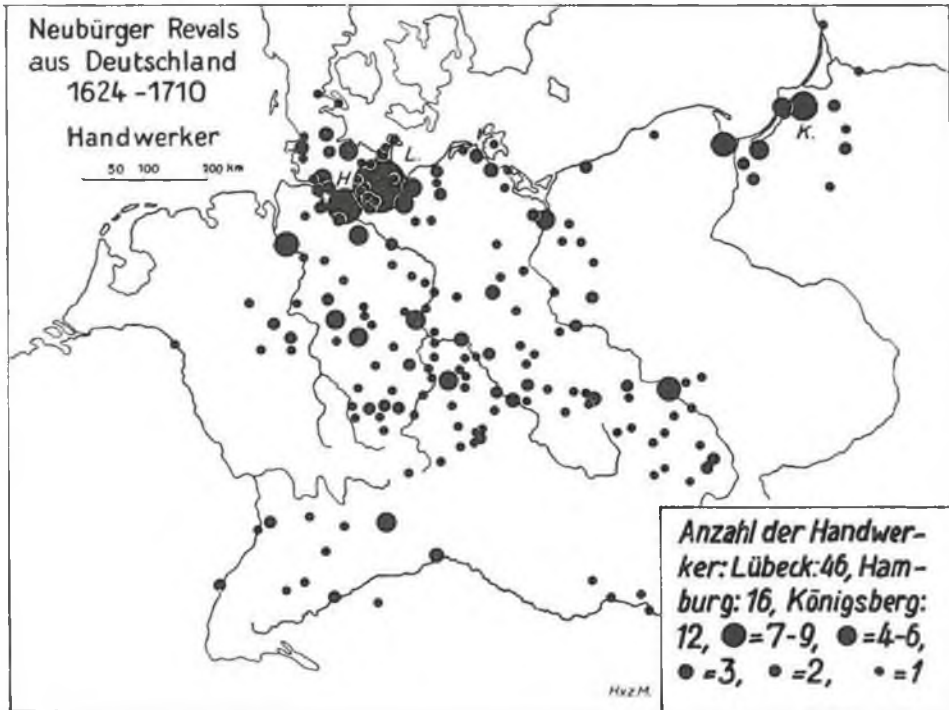 Neubürger Revals
aus Deutschland
1624-1710
Handwerker
50 100 200 km
K.
L.
H
Anzahl der Handwer-
ker: Lübeck: 46, Ham-
burg: 16, Königsberg:
12, =7-9, =4-6,
=3, =2, =1